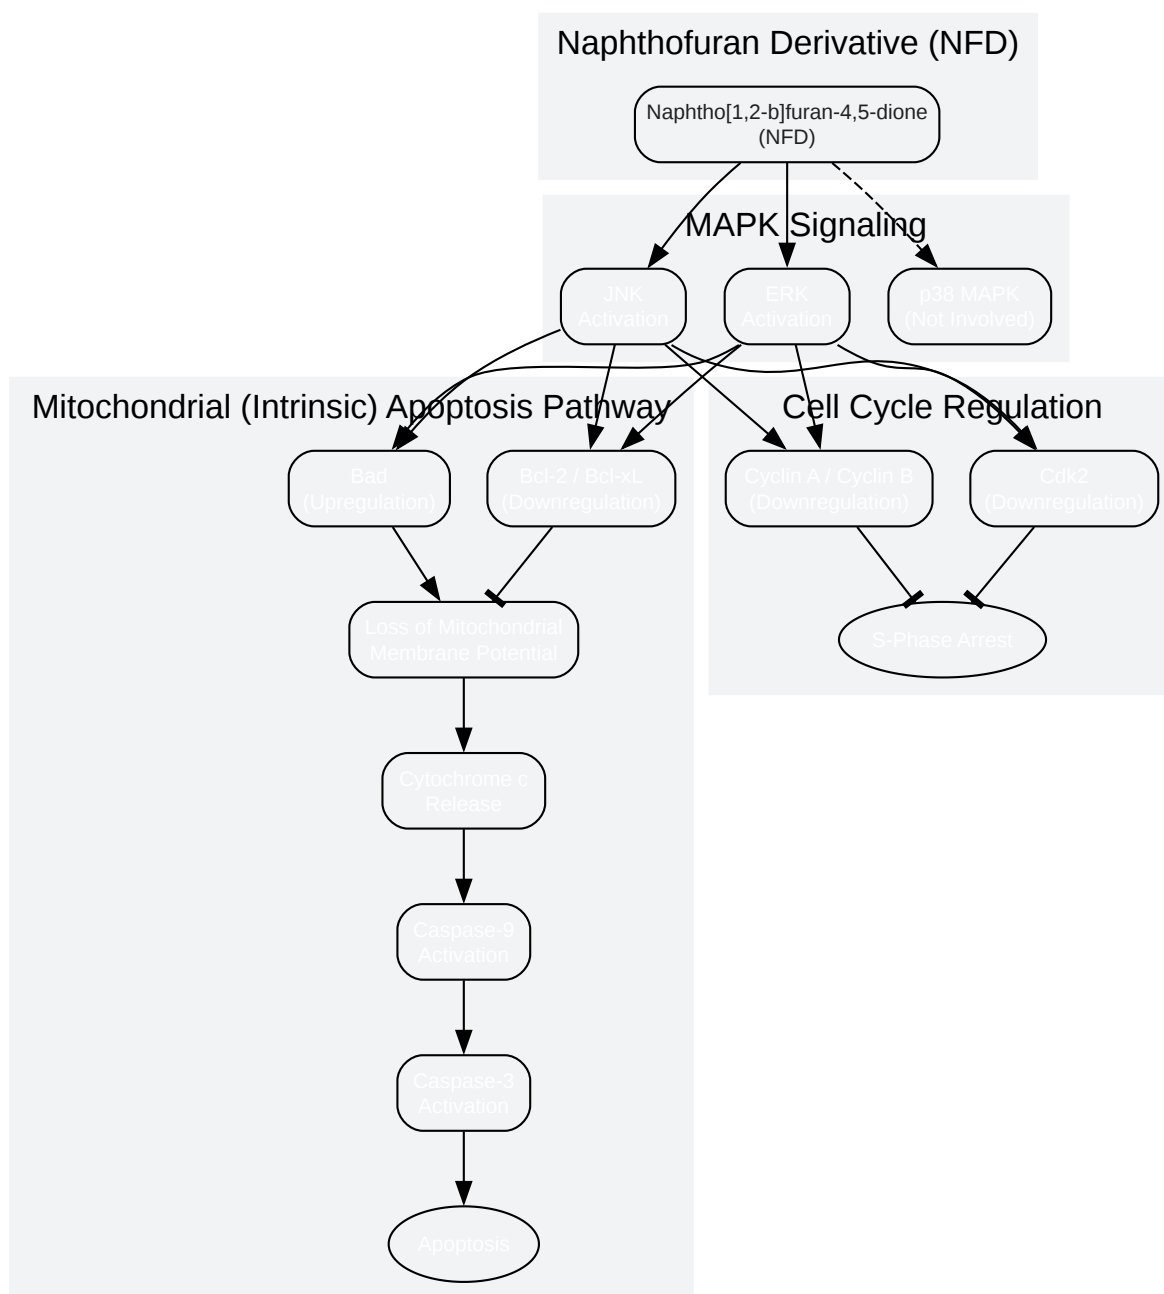 Naphthofuran Derivative (NFD)
Naphtho[1,2-b]furan-4,5-dione
(NFD)
MAPK Signaling
JNK
Activation
ERK
Activation
p38 MAPK
(Not Involved)
Mitochondrial (Intrinsic) Apoptosis Pathway
Cell Cycle Regulation
Bad
(Upregulation)
Bcl-2 / Bcl-xL
(Downregulation)
Cyclin A / Cyclin B
(Downregulation)
Cdk2
(Downregulation)
Loss of Mitochondrial
Membrane Potential
S-Phase Arrest
Cytochrome c
Release
Caspase-9
Activation
Caspase-3
Activation
Apoptosis